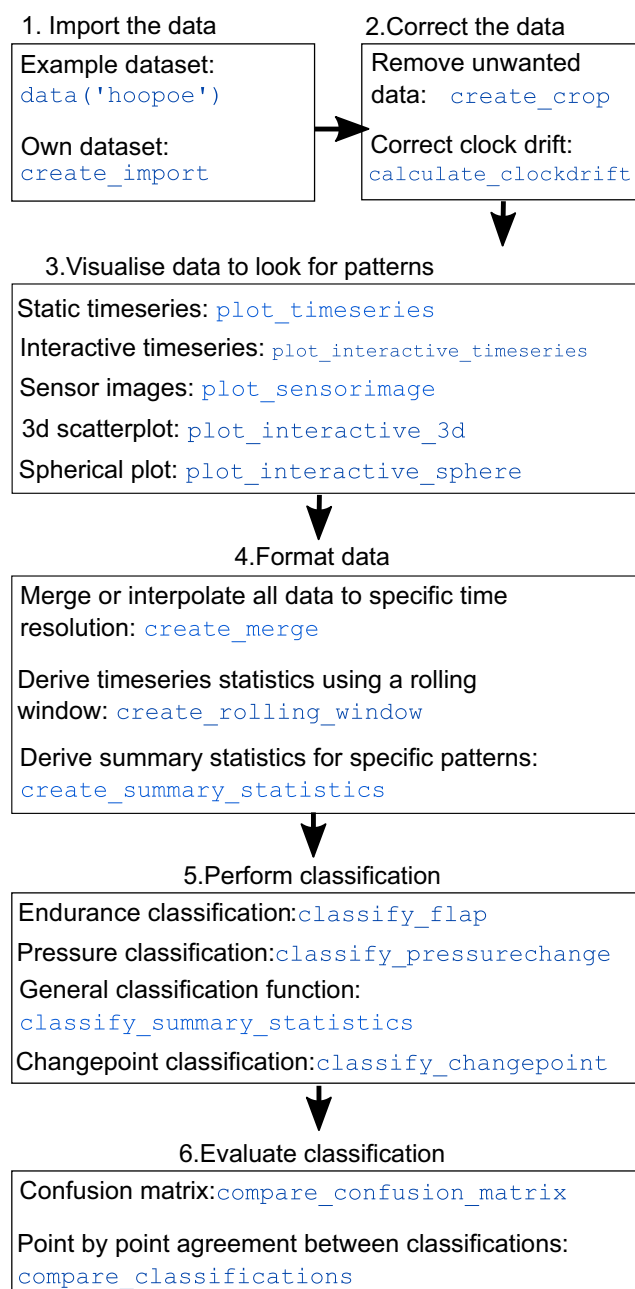 1. Import the data
Example dataset:
data('hoopoe')
Own dataset:
create_import
2.Correct the data
Remove unwanted
data: create_crop
Correct clock drift:
calculate_clockdrift
3.Visualise data to look for patterns
Static timeseries: plot_timeseries
Interactive timeseries: plot_interactive_timeseries
Sensor images: plot_sensorimage
3d scatterplot: plot_interactive_3d
Spherical plot: plot_interactive_sphere
4.Format data
Merge or interpolate all data to specific time
resolution: create_merge
Derive timeseries statistics using a rolling
window: create_rolling_window
Derive summary statistics for specific patterns:
create_summary_statistics
5.Perform classification
Endurance classification:classify_flap
Pressure classification:classify_pressurechange
General classification function:
classify_summary_statistics
Changepoint classification:classify_changepoint
6.Evaluate classification
Confusion matrix:compare_confusion_matrix
Point by point agreement between classifications:
compare_classifications